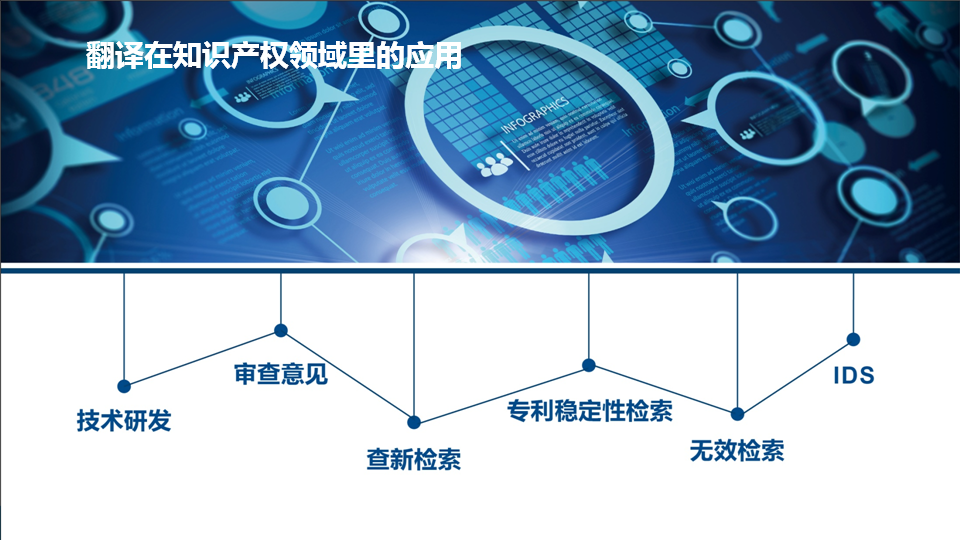 翻译在知识产权领域里的应用
INFOGRAPHICS
技术研发
审查意见
查新检索
专利稳定性检索
无效检索
IDS